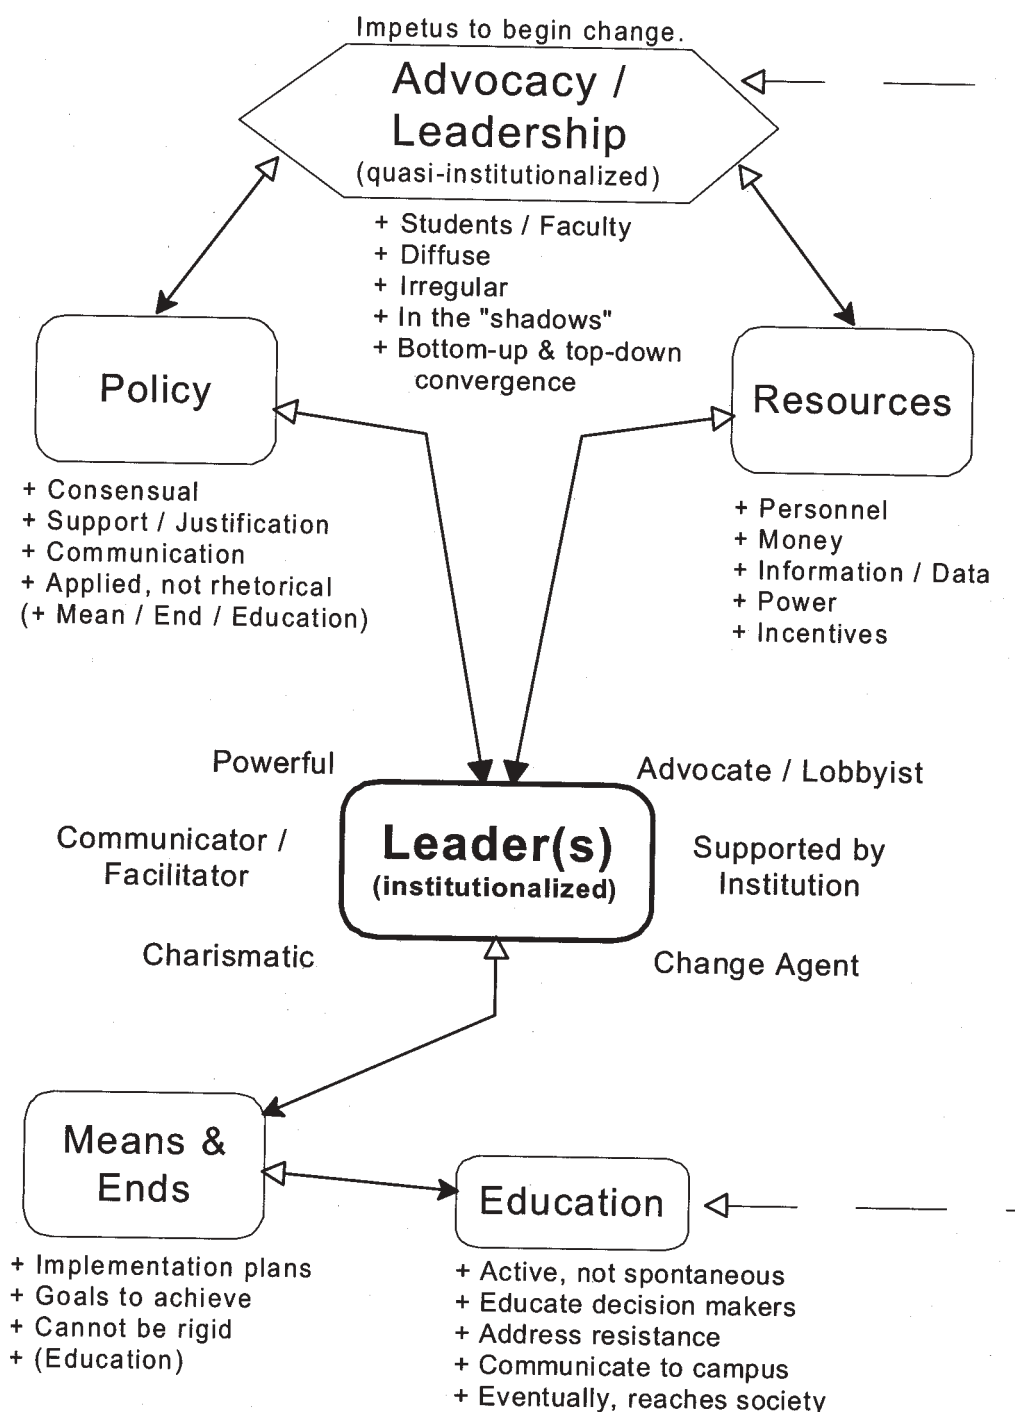 Impetus to begin change.
Advocacy /
Leadership
(quasi-institutionalized)
+ Students / Faculty
+ Diffuse
+ Irregular
+ In the "shadows"
+ Bottom-up & top-down
convergence
Policy
+ Consensual
+ Support / Justification
+ Communication
+ Applied, not rhetorical
(+ Mean / End / Education)
Resources
+ Personnel
+ Money
+ Information / Data
+ Power
+ Incentives
Powerful
Advocate / Lobbyist
Communicator /
Facilitator
Leader(s)
(institutionalized)
Supported by
Institution
Charismatic
Change Agent
Means &
Ends
+ Implementation plans
+ Goals to achieve
+ Cannot be rigid
+ (Education)
Education
+ Active, not spontaneous
+ Educate decision makers
+ Address resistance
+ Communicate to campus
+ Eventually, reaches society